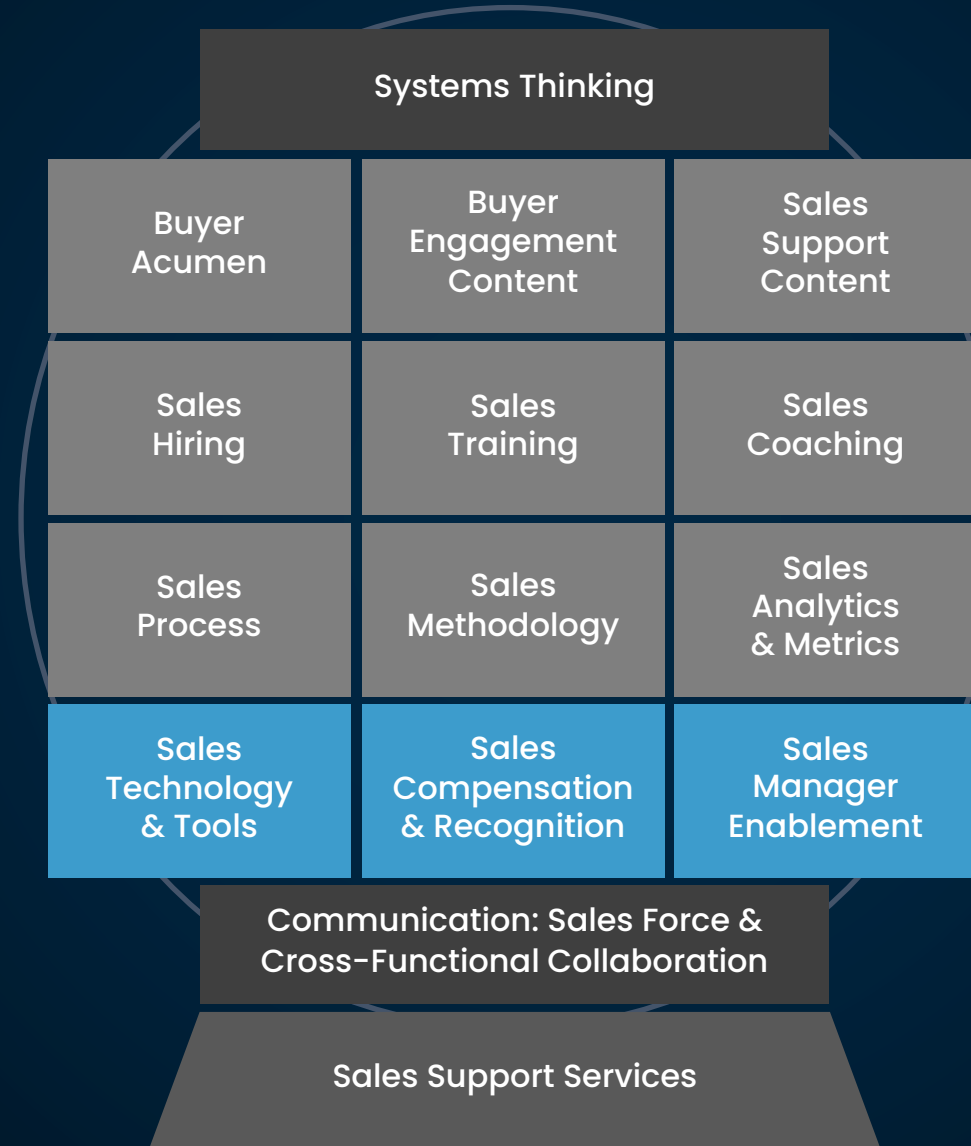 Systems Thinking
Buyer
Acumen
Buyer
Engagement
Content
Sales
Support
Content
Sales
Hiring
Sales
Training
Sales
Coaching
Sales
Process
Sales
Methodology
Sales
Analytics
& Metrics
Sales
Technology
& Tools
Sales
Compensation
& Recognition
Sales
Manager
Enablement
Communication: Sales Force &
Cross-Functional Collaboration
Sales Support Services